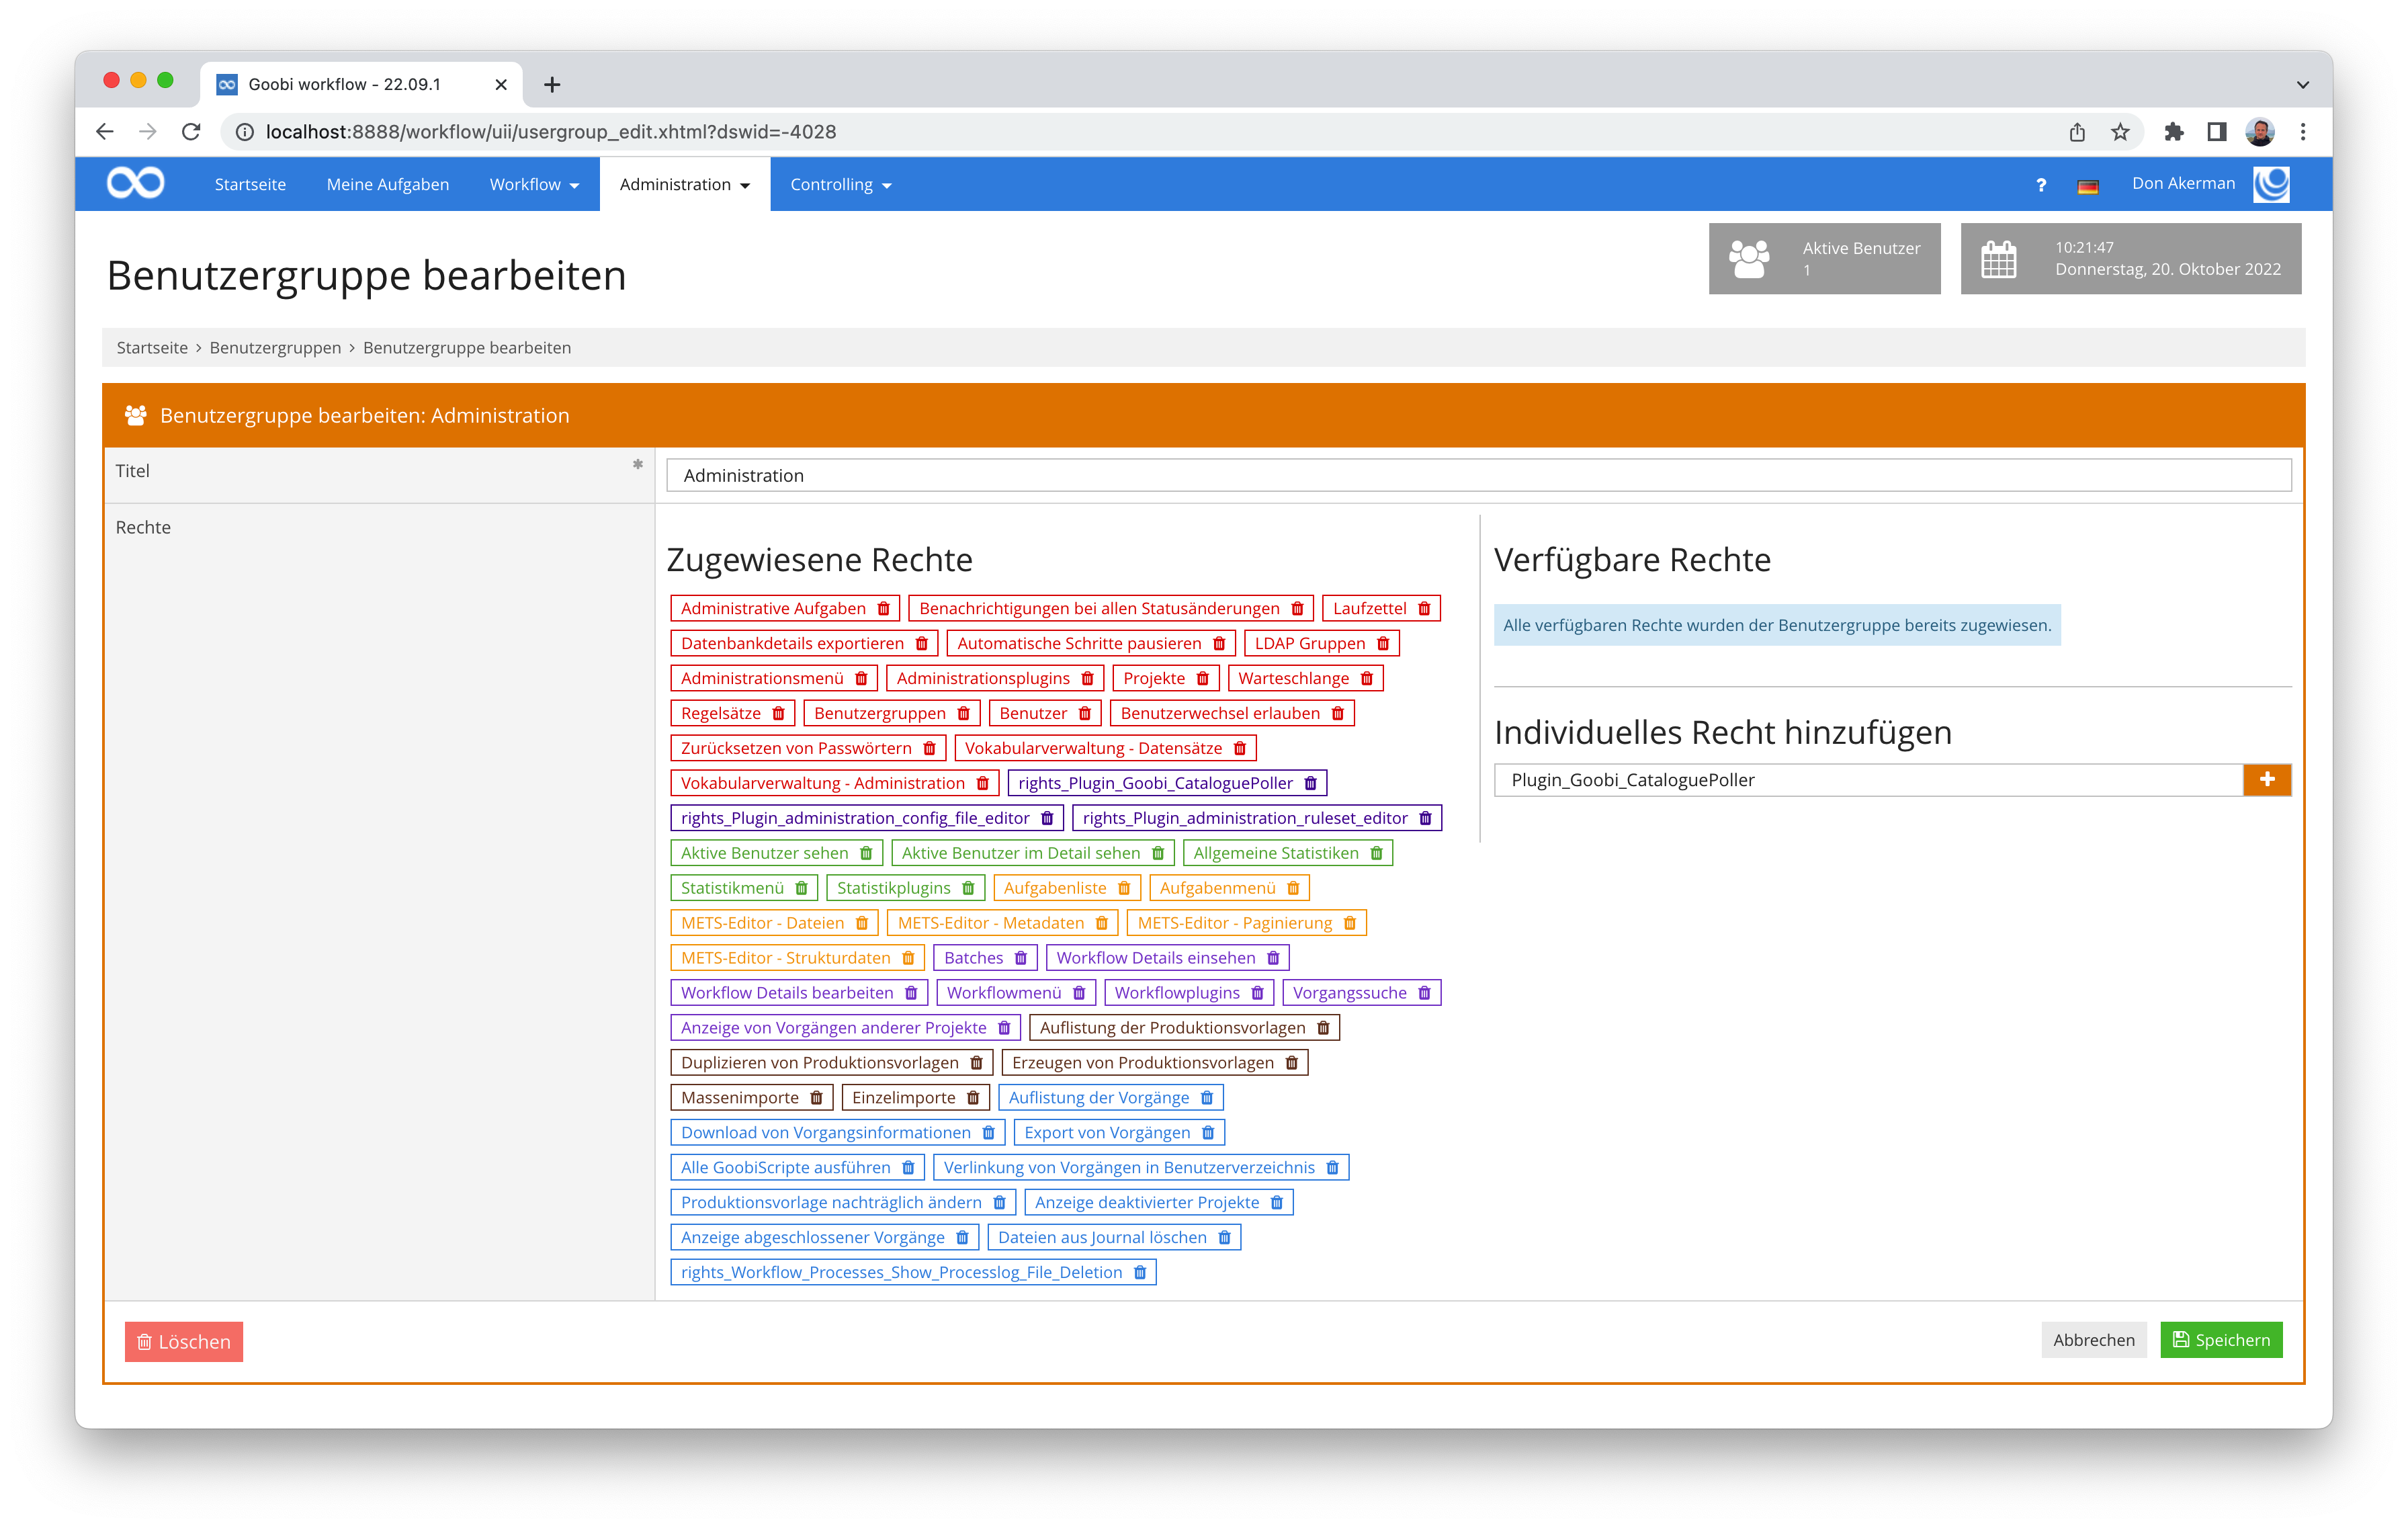 Goobi workflow - 22.09.1
localhost:8888/workflow/uii/usergroup_edit.xhtml?dswid=-4028
Startseite Meine Aufgaben Workflow Administration Controlling ? Don Akerman
Benutzergruppe bearbeiten
Aktive Benutzer
1
10:21:47
Donnerstag, 20. Oktober 2022
Startseite > Benutzergruppen > Benutzergruppe bearbeiten
Benutzergruppe bearbeiten: Administration
Titel * Administration
Rechte
Zugewiesene Rechte
Administrative Aufgaben Benachrichtigungen bei allen Statusänderungen Laufzettel
Datenbankdetails exportieren Automatische Schritte pausieren LDAP Gruppen
Administrationsmenü Administrationsplugins Projekte Warteschlange
Regelsätze Benutzergruppen Benutzer Benutzerwechsel erlauben
Zurücksetzen von Passwörtern Vokabularverwaltung - Datensätze
Vokabularverwaltung - Administration rights_Plugin_Goobi_CataloguePoller
rights_Plugin_administration_config_file_editor rights_Plugin_administration_ruleset_editor
Aktive Benutzer sehen Aktive Benutzer im Detail sehen Allgemeine Statistiken
Statistikmenü Statistikplugins Aufgabenliste Aufgabenmenü
METS-Editor - Dateien METS-Editor - Metadaten METS-Editor - Paginierung
METS-Editor - Strukturdaten Batches Workflow Details einsehen
Workflow Details bearbeiten Workflowmenü Workflowplugins Vorgangssuche
Anzeige von Vorgängen anderer Projekte Auflistung der Produktionsvorlagen
Duplizieren von Produktionsvorlagen Erzeugen von Produktionsvorlagen
Massenimporte Einzelimporte Auflistung der Vorgänge
Download von Vorgangsinformationen Export von Vorgängen
Alle GoobiScripte ausführen Verlinkung von Vorgängen in Benutzerverzeichnis
Produktionsvorlage nachträglich ändern Anzeige deaktivierter Projekte
Anzeige abgeschlossener Vorgänge Dateien aus Journal löschen
rights_Workflow_Processes_Show_Processlog_File_Deletion
Verfügbare Rechte
Alle verfügbaren Rechte wurden der Benutzergruppe bereits zugewiesen.
Individuelles Recht hinzufügen
Plugin_Goobi_CataloguePoller
Löschen
Abbrechen Speichern